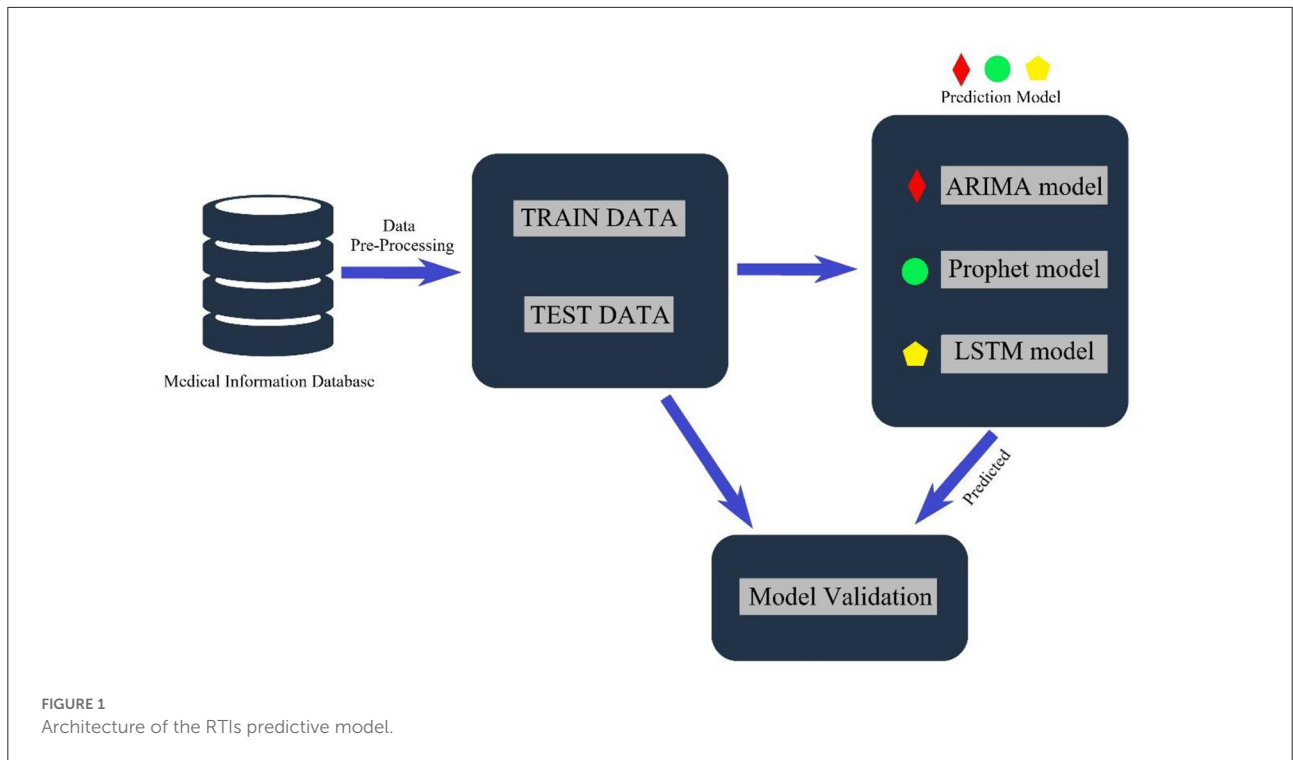 Prediction Model
ARIMA model
Prophet model
LSTM model
TRAIN DATA
TEST DATA
Data
Pre-Processing
Medical Information Database
Predicted
Model Validation
FIGURE 1
Architecture of the RTIs predictive model.